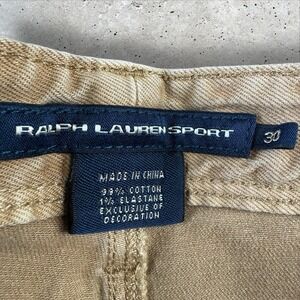 RALPH LAUREN SPORT
30
MADE IN CHINA
99% COTTON
1% ELASTANE
EXCLUSIVE OF
DECORATION